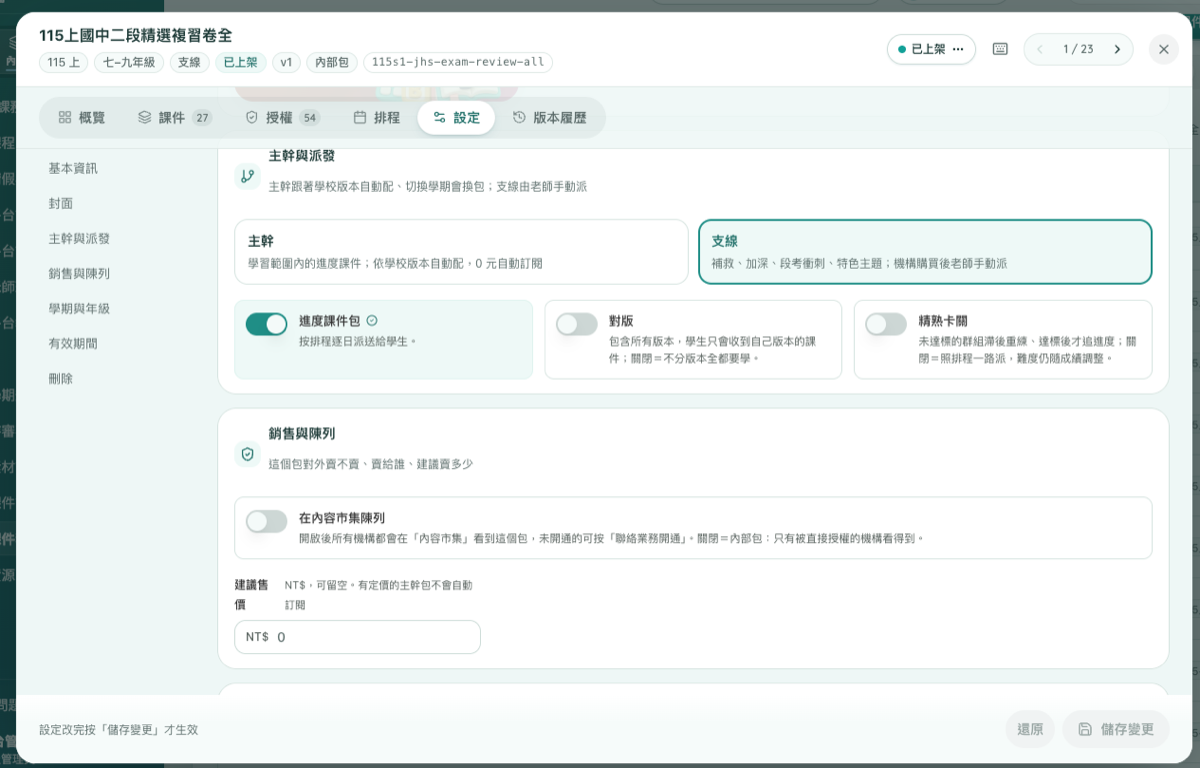 115上國中二段精選複習卷全
115 上
七-九年級
支線
已上架
v1
內部包
115s1-jhs-exam-review-all
已上架
1 / 23
概覽
課件 27
授權 54
排程
設定
版本履歷
基本資訊
封面
主幹與派發
銷售與陳列
學期與年級
有效期間
刪除
主幹與派發
主幹跟著學校版本自動配、切換學期會換包；支線由老師手動派
主幹
學習範圍內的進度課件；依學校版本自動配，0 元自動訂閱
支線
補救、加深、段考衝刺、特色主題；機構購買後老師手動派
進度課件包
按排程逐日派送給學生。
對版
包含所有版本，學生只會收到自己版本的課
件；關閉＝不分版本全都要學。
精熟卡關
未達標的群組滯後重練、達標後才追進度；關
閉＝照排程一路派，難度仍隨成績調整。
銷售與陳列
這個包對外賣不賣、賣給誰、建議賣多少
在內容市集陳列
開啟後所有機構都會在「內容市集」看到這個包，未開通的可按「聯絡業務開通」。關閉＝內部包：只有被直接授權的機構看得到。
建議售
價
NT$，可留空。有定價的主幹包不會自動
訂閱
NT$ 0
設定改完按「儲存變更」才生效
還原
儲存變更